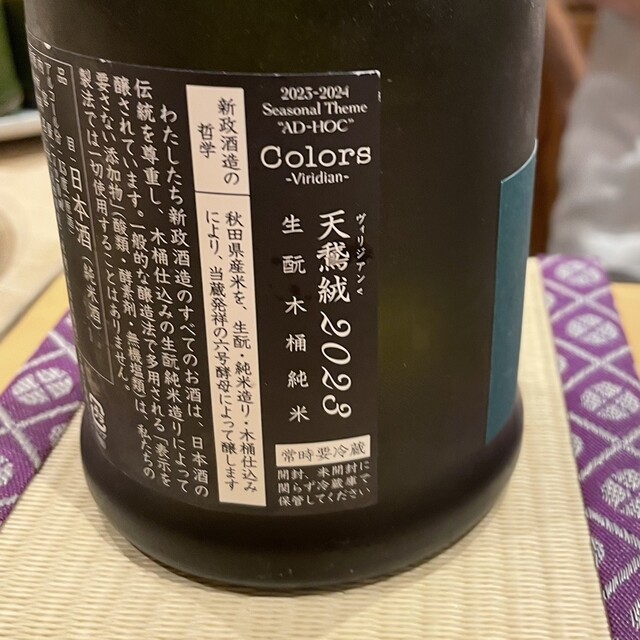 2023-2024
Seasonal Theme
"AD-HOC"
Colors
-Viridian-
ヴィリジアン
天鵞絨2023
生酛木桶純米
常時要冷蔵
開封、未開封に
関らず冷蔵庫で
保管してください
新政酒造の
哲学
秋田県産米を、生酛・純米造り・木桶仕込み
により、当蔵発祥の六号酵母によって醸します
わたしたち新政酒造のすべてのお酒は、日本酒の
伝統を尊重し、木桶仕込みの生酛純米造りによって
醸されています。一般的な醸造法で多用される「表示を
要さない添加物」(酸類・酵素剤・無機塩類)は、私たちの
製法では一切使用することはありません。
目 日本酒(純米酒)